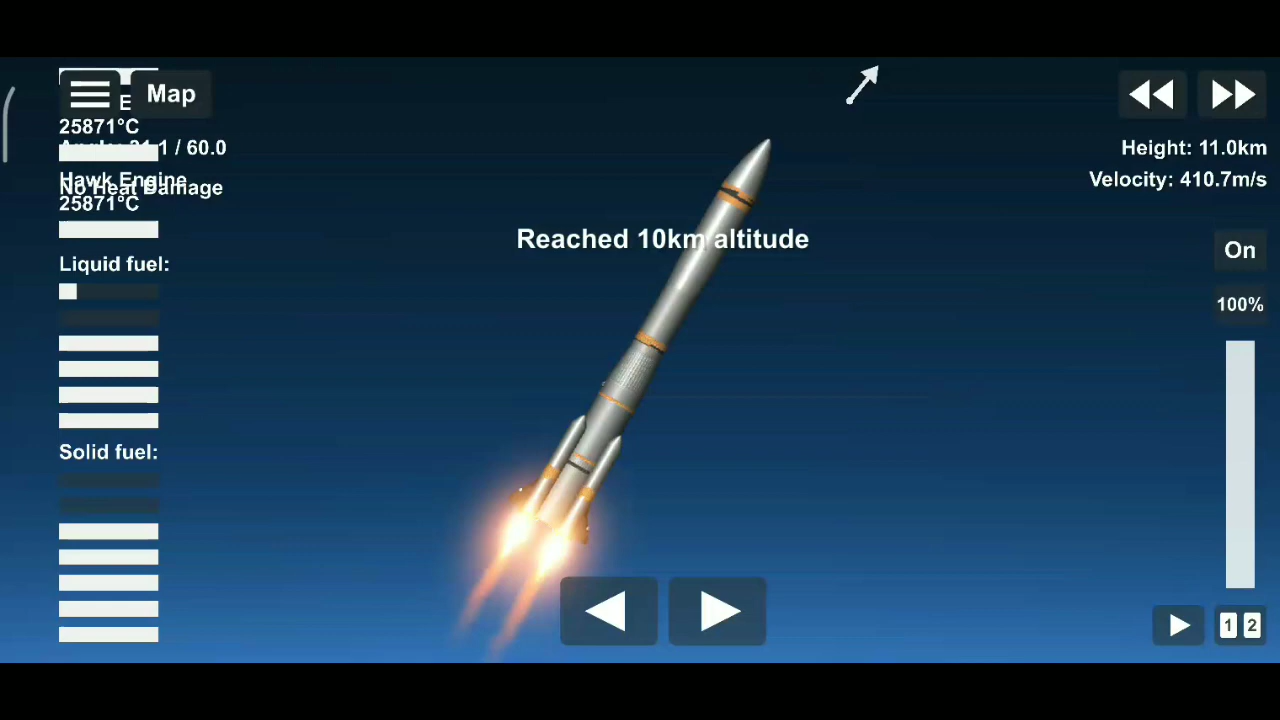 Map
E
25871°C
1 / 60.0
Hawk Engine
No Heat Damage
25871°C
Liquid fuel:
Solid fuel:
Reached 10km altitude
Height: 11.0km
Velocity: 410.7m/s
On
100%
1 2